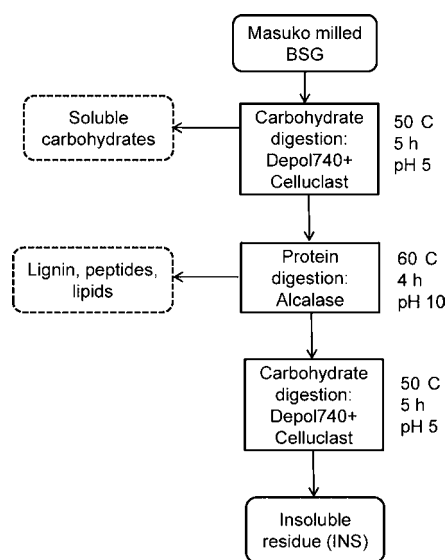 Masuko milled
BSG
Soluble
carbohydrates
Carbohydrate
digestion:
Depol740+
Celluclast
50 C
5 h
pH 5
Lignin, peptides,
lipids
Protein
digestion:
Alcalase
60 C
4 h
pH 10
Carbohydrate
digestion:
Depol740+
Celluclast
50 C
5 h
pH 5
Insoluble
residue (INS)